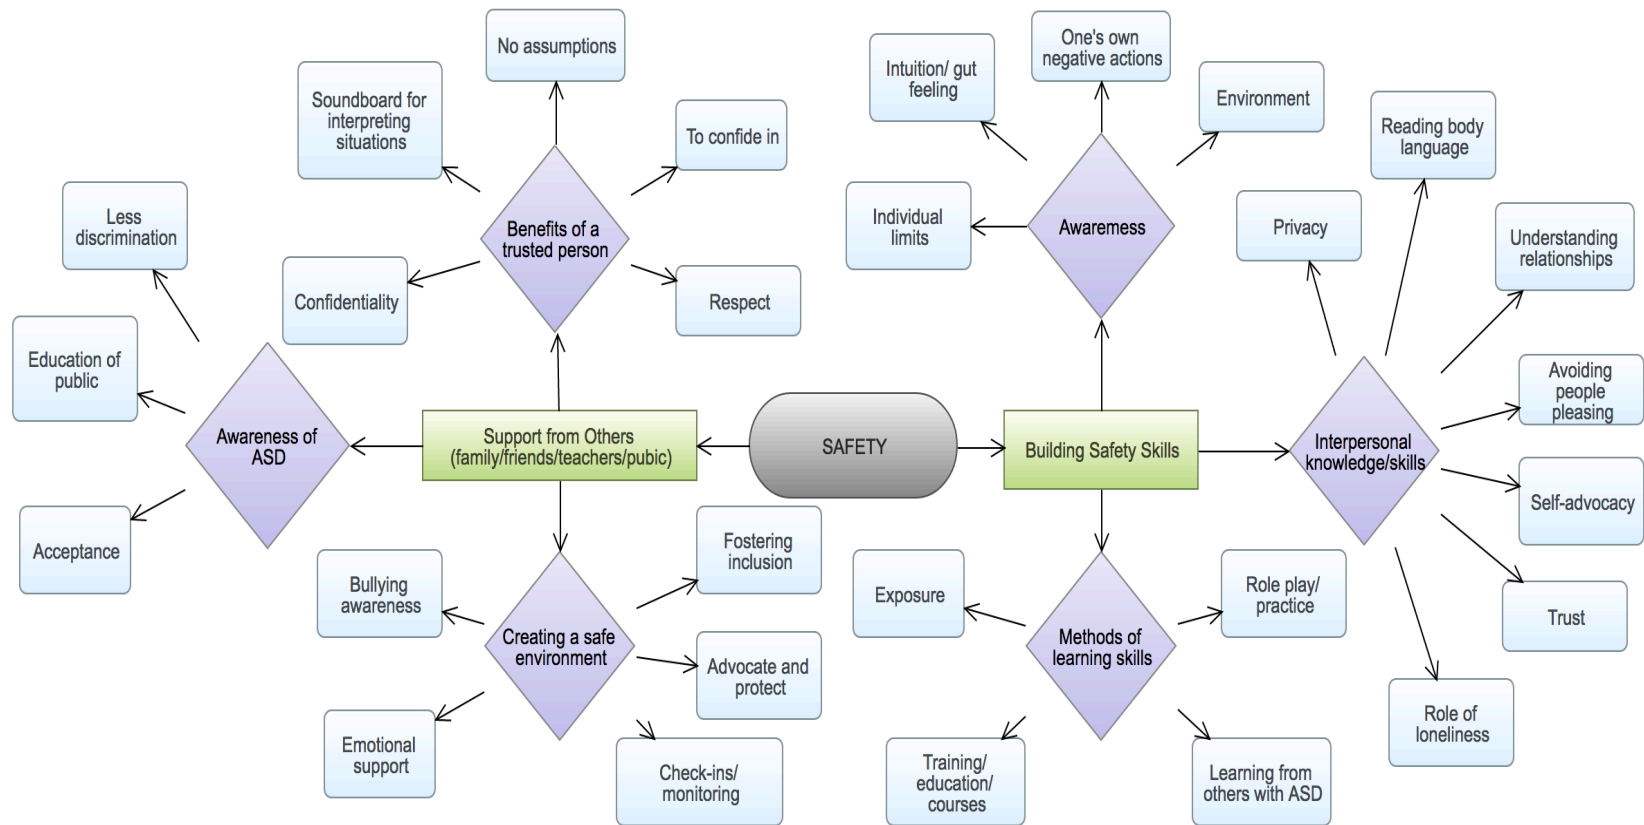 No assumptions
Soundboard for
interpreting
situations
To confide in
Benefits of a
trusted person
Confidentiality
Respect
Less
discrimination
Education of
public
Acceptance
Awareness of
ASD
Support from Others
(family/friends/teachers/pubic)
SAFETY
Building Safety Skills
Bullying
awareness
Fostering
inclusion
Creating a safe
environment
Advocate and
protect
Emotional
support
Check-ins/
monitoring
One's own
negative actions
Intuition/ gut
feeling
Environment
Individual
limits
Awaremess
Reading body
language
Privacy
Understanding
relationships
Avoiding
people
pleasing
Interpersonal
knowledge/skills
Self-advocacy
Trust
Role of
loneliness
Exposure
Role play/
practice
Methods of
learning skills
Training/
education/
courses
Learning from
others with ASD